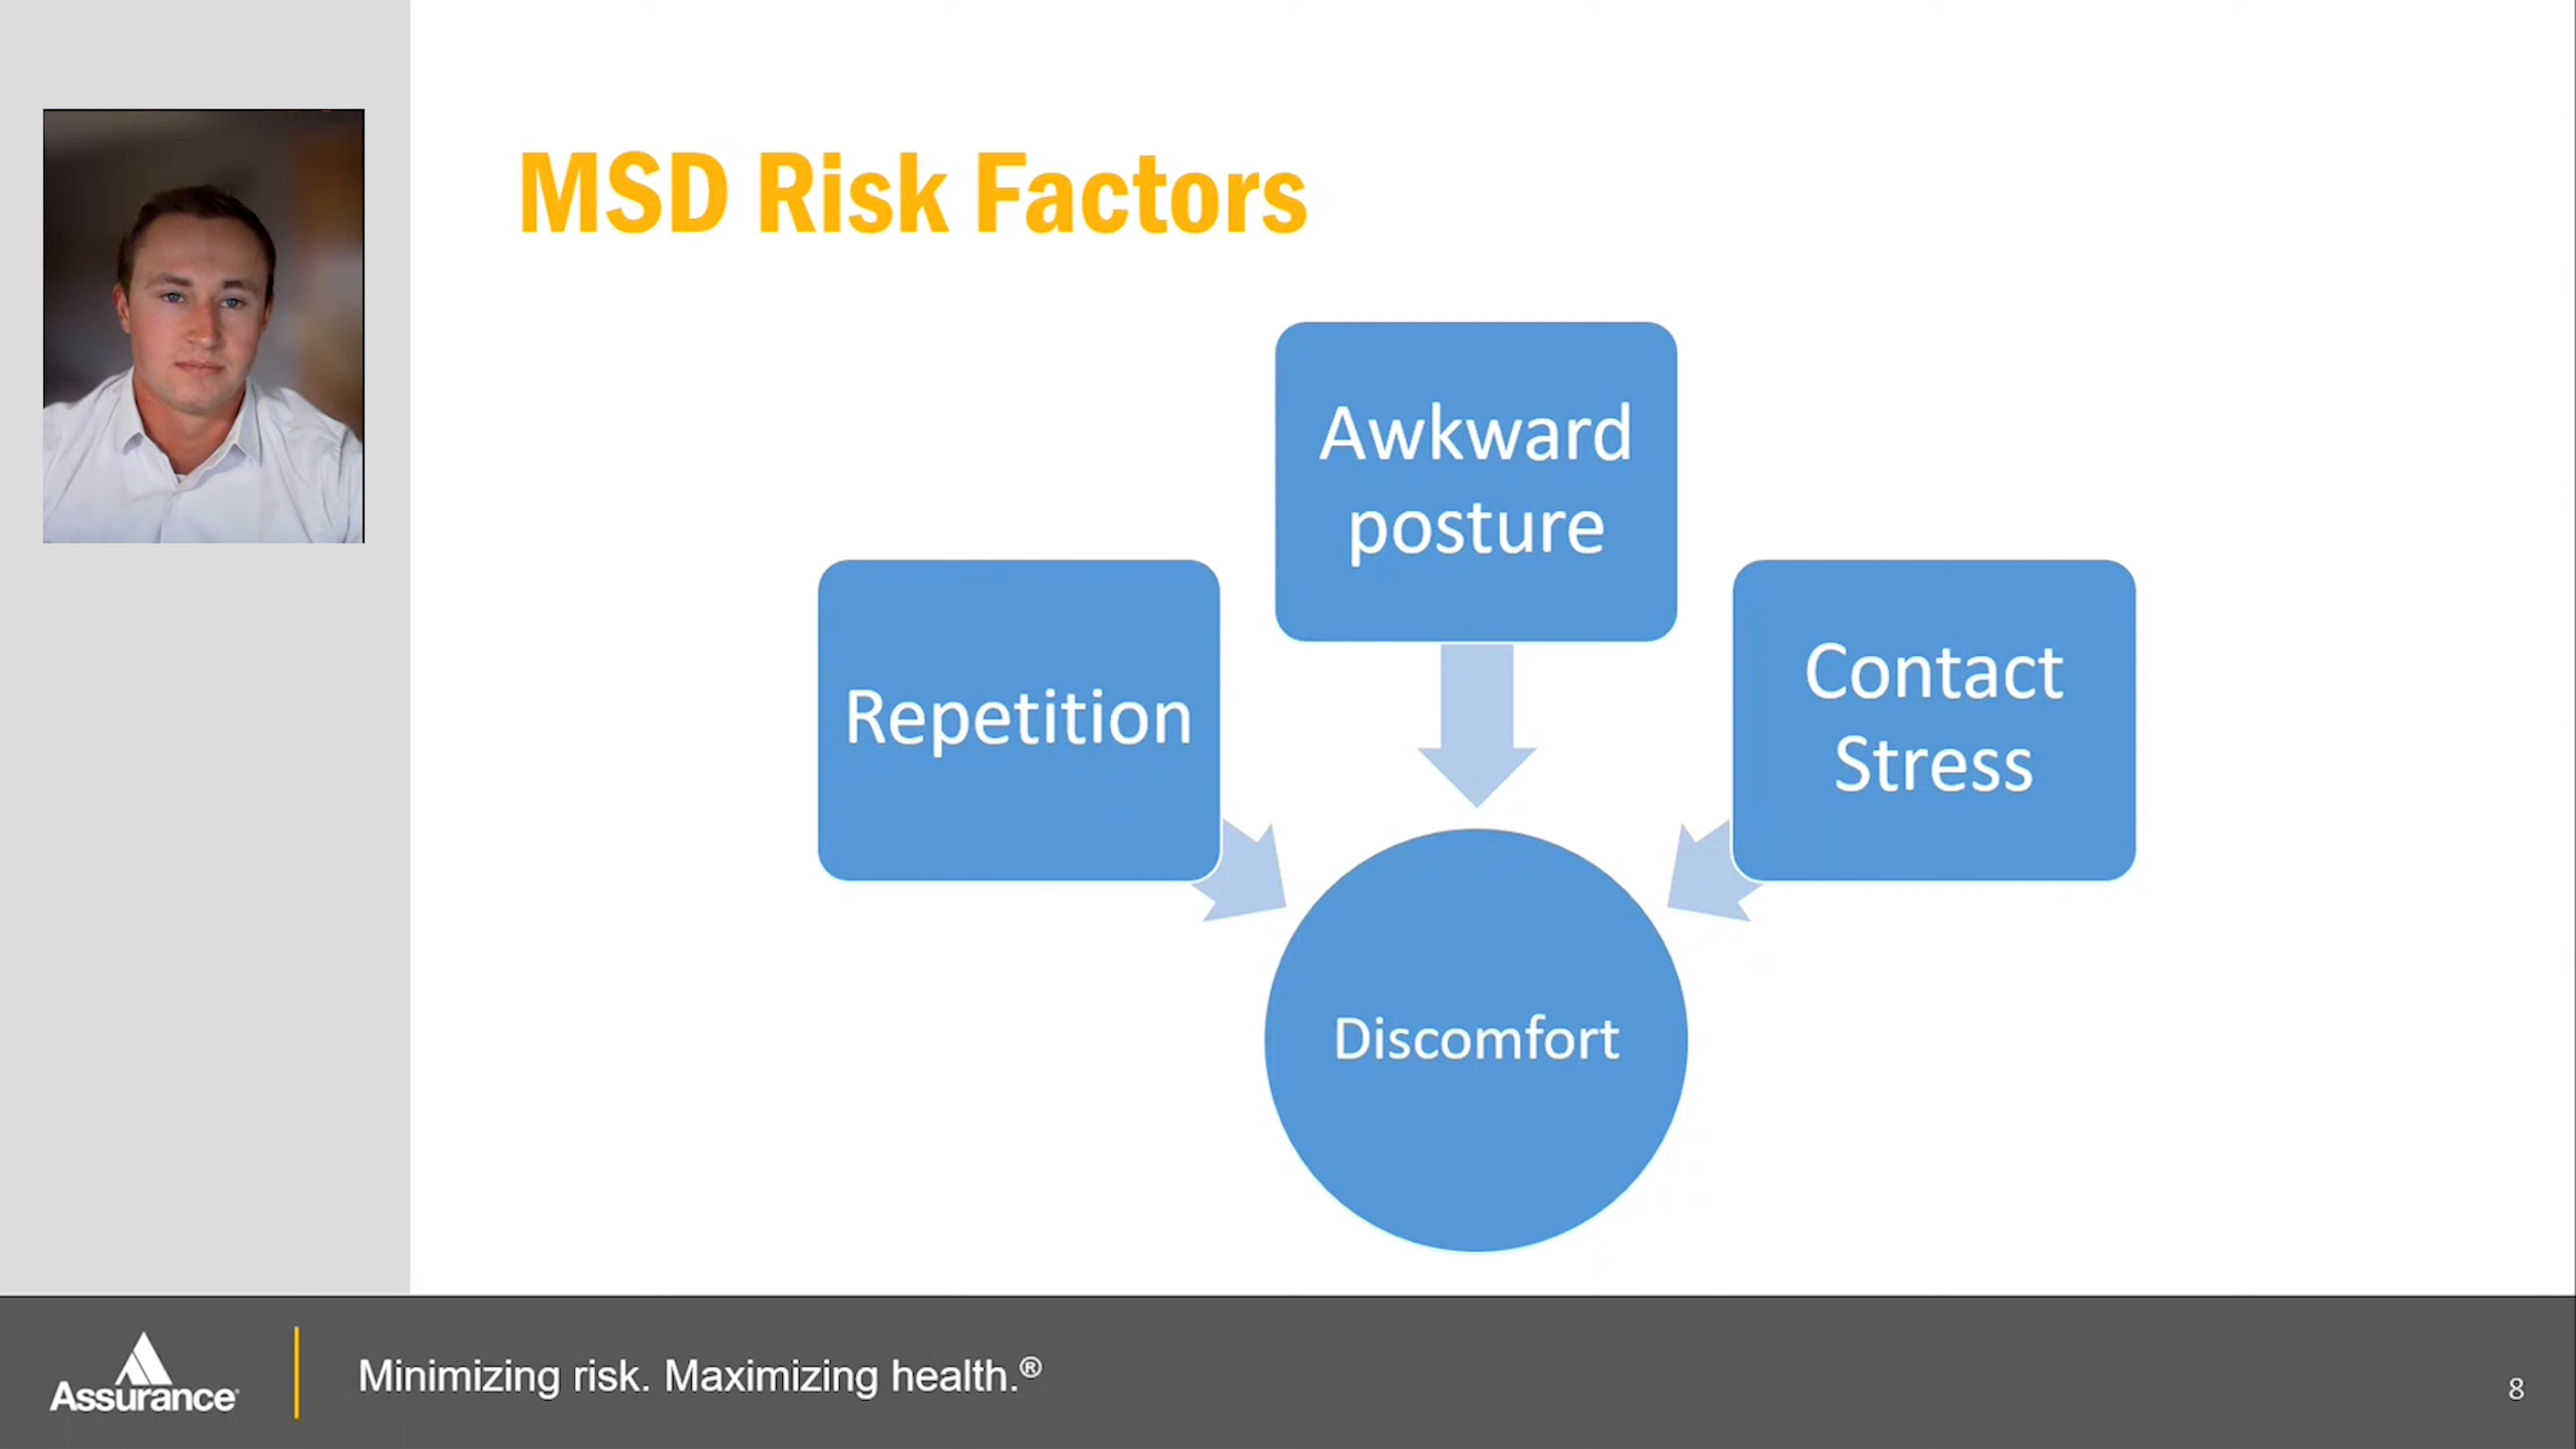 MSD Risk Factors
Awkward
posture
Repetition
Contact
Stress
Discomfort
Assurance
Minimizing risk. Maximizing health.®
8